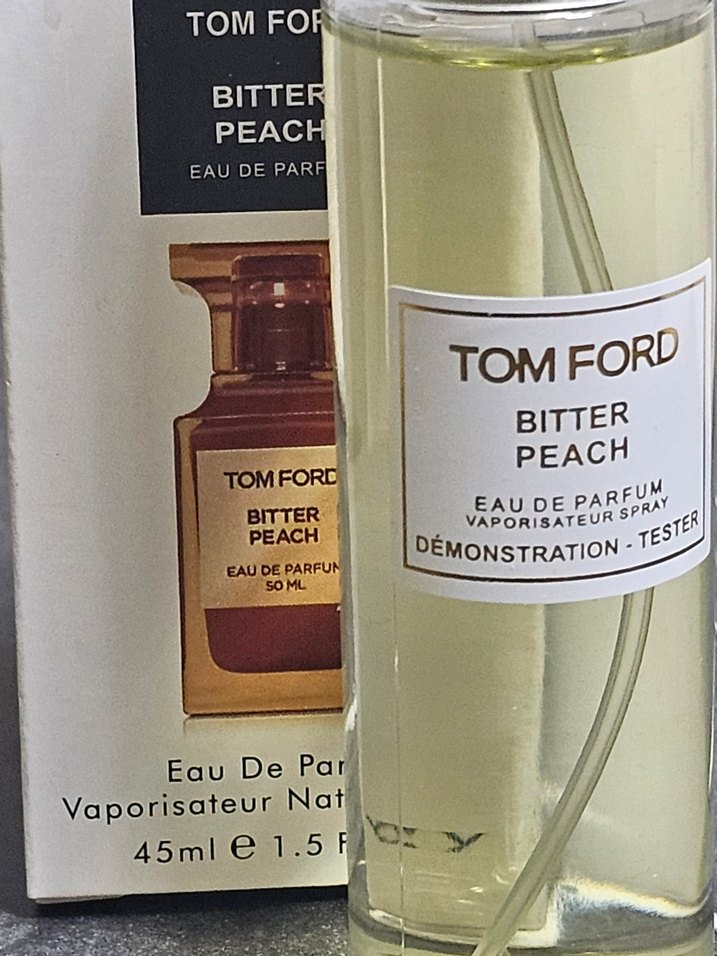 TOM FOR
BITTER
PEACH
EAU DE PARF
TOM FORD
BITTER
PEACH
EAU DE PARFUM
50 ML
Eau De Par
Vaporisateur Nat
45ml e 1.5 F
TOM FORD
BITTER
PEACH
EAU DE PARFUM
VAPORISATEUR SPRAY
DÉMONSTRATION - TESTER